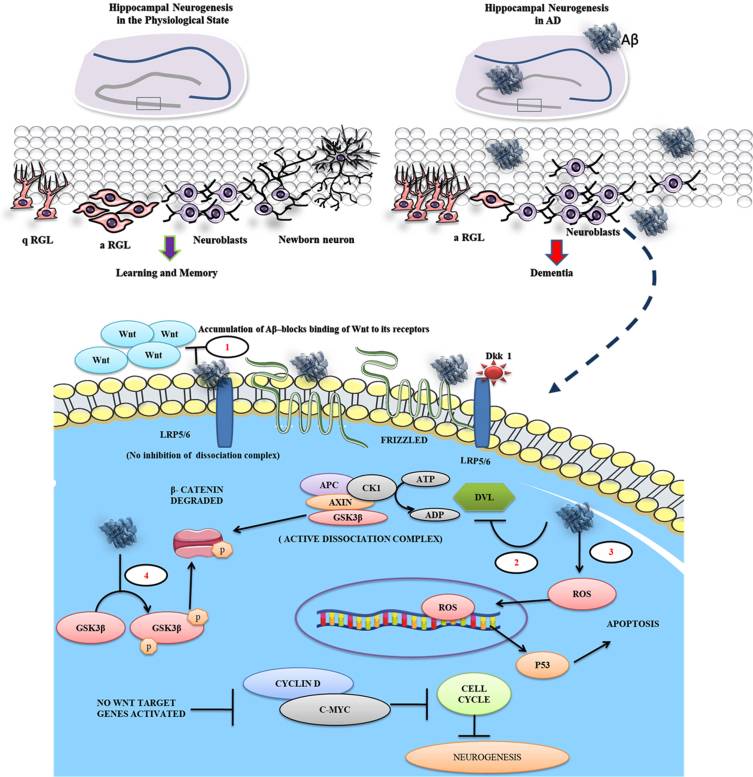 Hippocampal Neurogenesis
in the Physiological State
Hippocampal Neurogenesis
in AD
Aβ
q RGL
a RGL
Neuroblasts
Newborn neuron
Learning and Memory
a RGL
Neuroblasts
Dementia
Accumulation of Aβ–blocks binding of Wnt to its receptors
Wnt
Wnt
Wnt
Wnt
1
Dkk 1
LRP5/6
(No inhibition of dissociation complex)
FRIZZLED
LRP5/6
β- CATENIN
DEGRADED
APC
CK1
AXIN
GSK3β
ATP
ADP
( ACTIVE DISSOCIATION COMPLEX)
DVL
2
3
p
4
GSK3β
GSK3β
p
p
ROS
ROS
P53
APOPTOSIS
NO WNT TARGET
GENES ACTIVATED
CYCLIN D
C-MYC
CELL
CYCLE
NEUROGENESIS